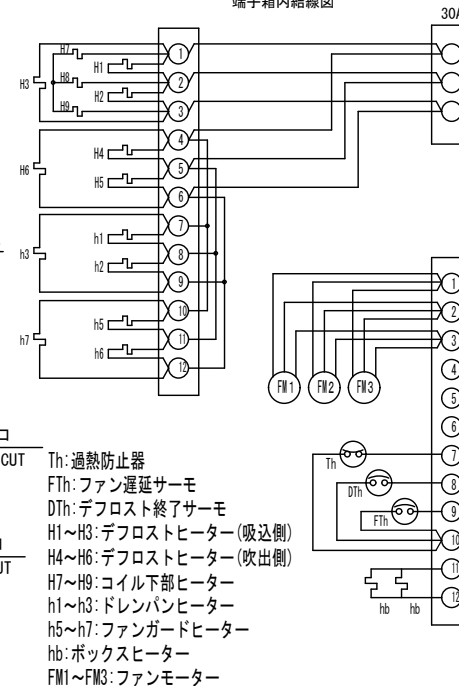 端子箱内結線図
30A
H7
H1
H3
H8
H2
H9
H4
H6
H5
h1
h3
h2
h5
h7
h6
1
2
3
4
5
6
7
8
9
10
11
12
FM1 FM2 FM3
1
2
3
4
5
6
7
8
9
10
11
12
Th
DTh
FTh
hb hb
口
CUT
UT
Th:過熱防止器
FTh:ファン遅延サーモ
DTh:デフロスト終了サーモ
H1~H3:デフロストヒーター(吸込側)
H4~H6:デフロストヒーター(吹出側)
H7~H9:コイル下部ヒーター
h1~h3:ドレンパンヒーター
h5~h7:ファンガードヒーター
hb:ボックスヒーター
FM1~FM3:ファンモーター